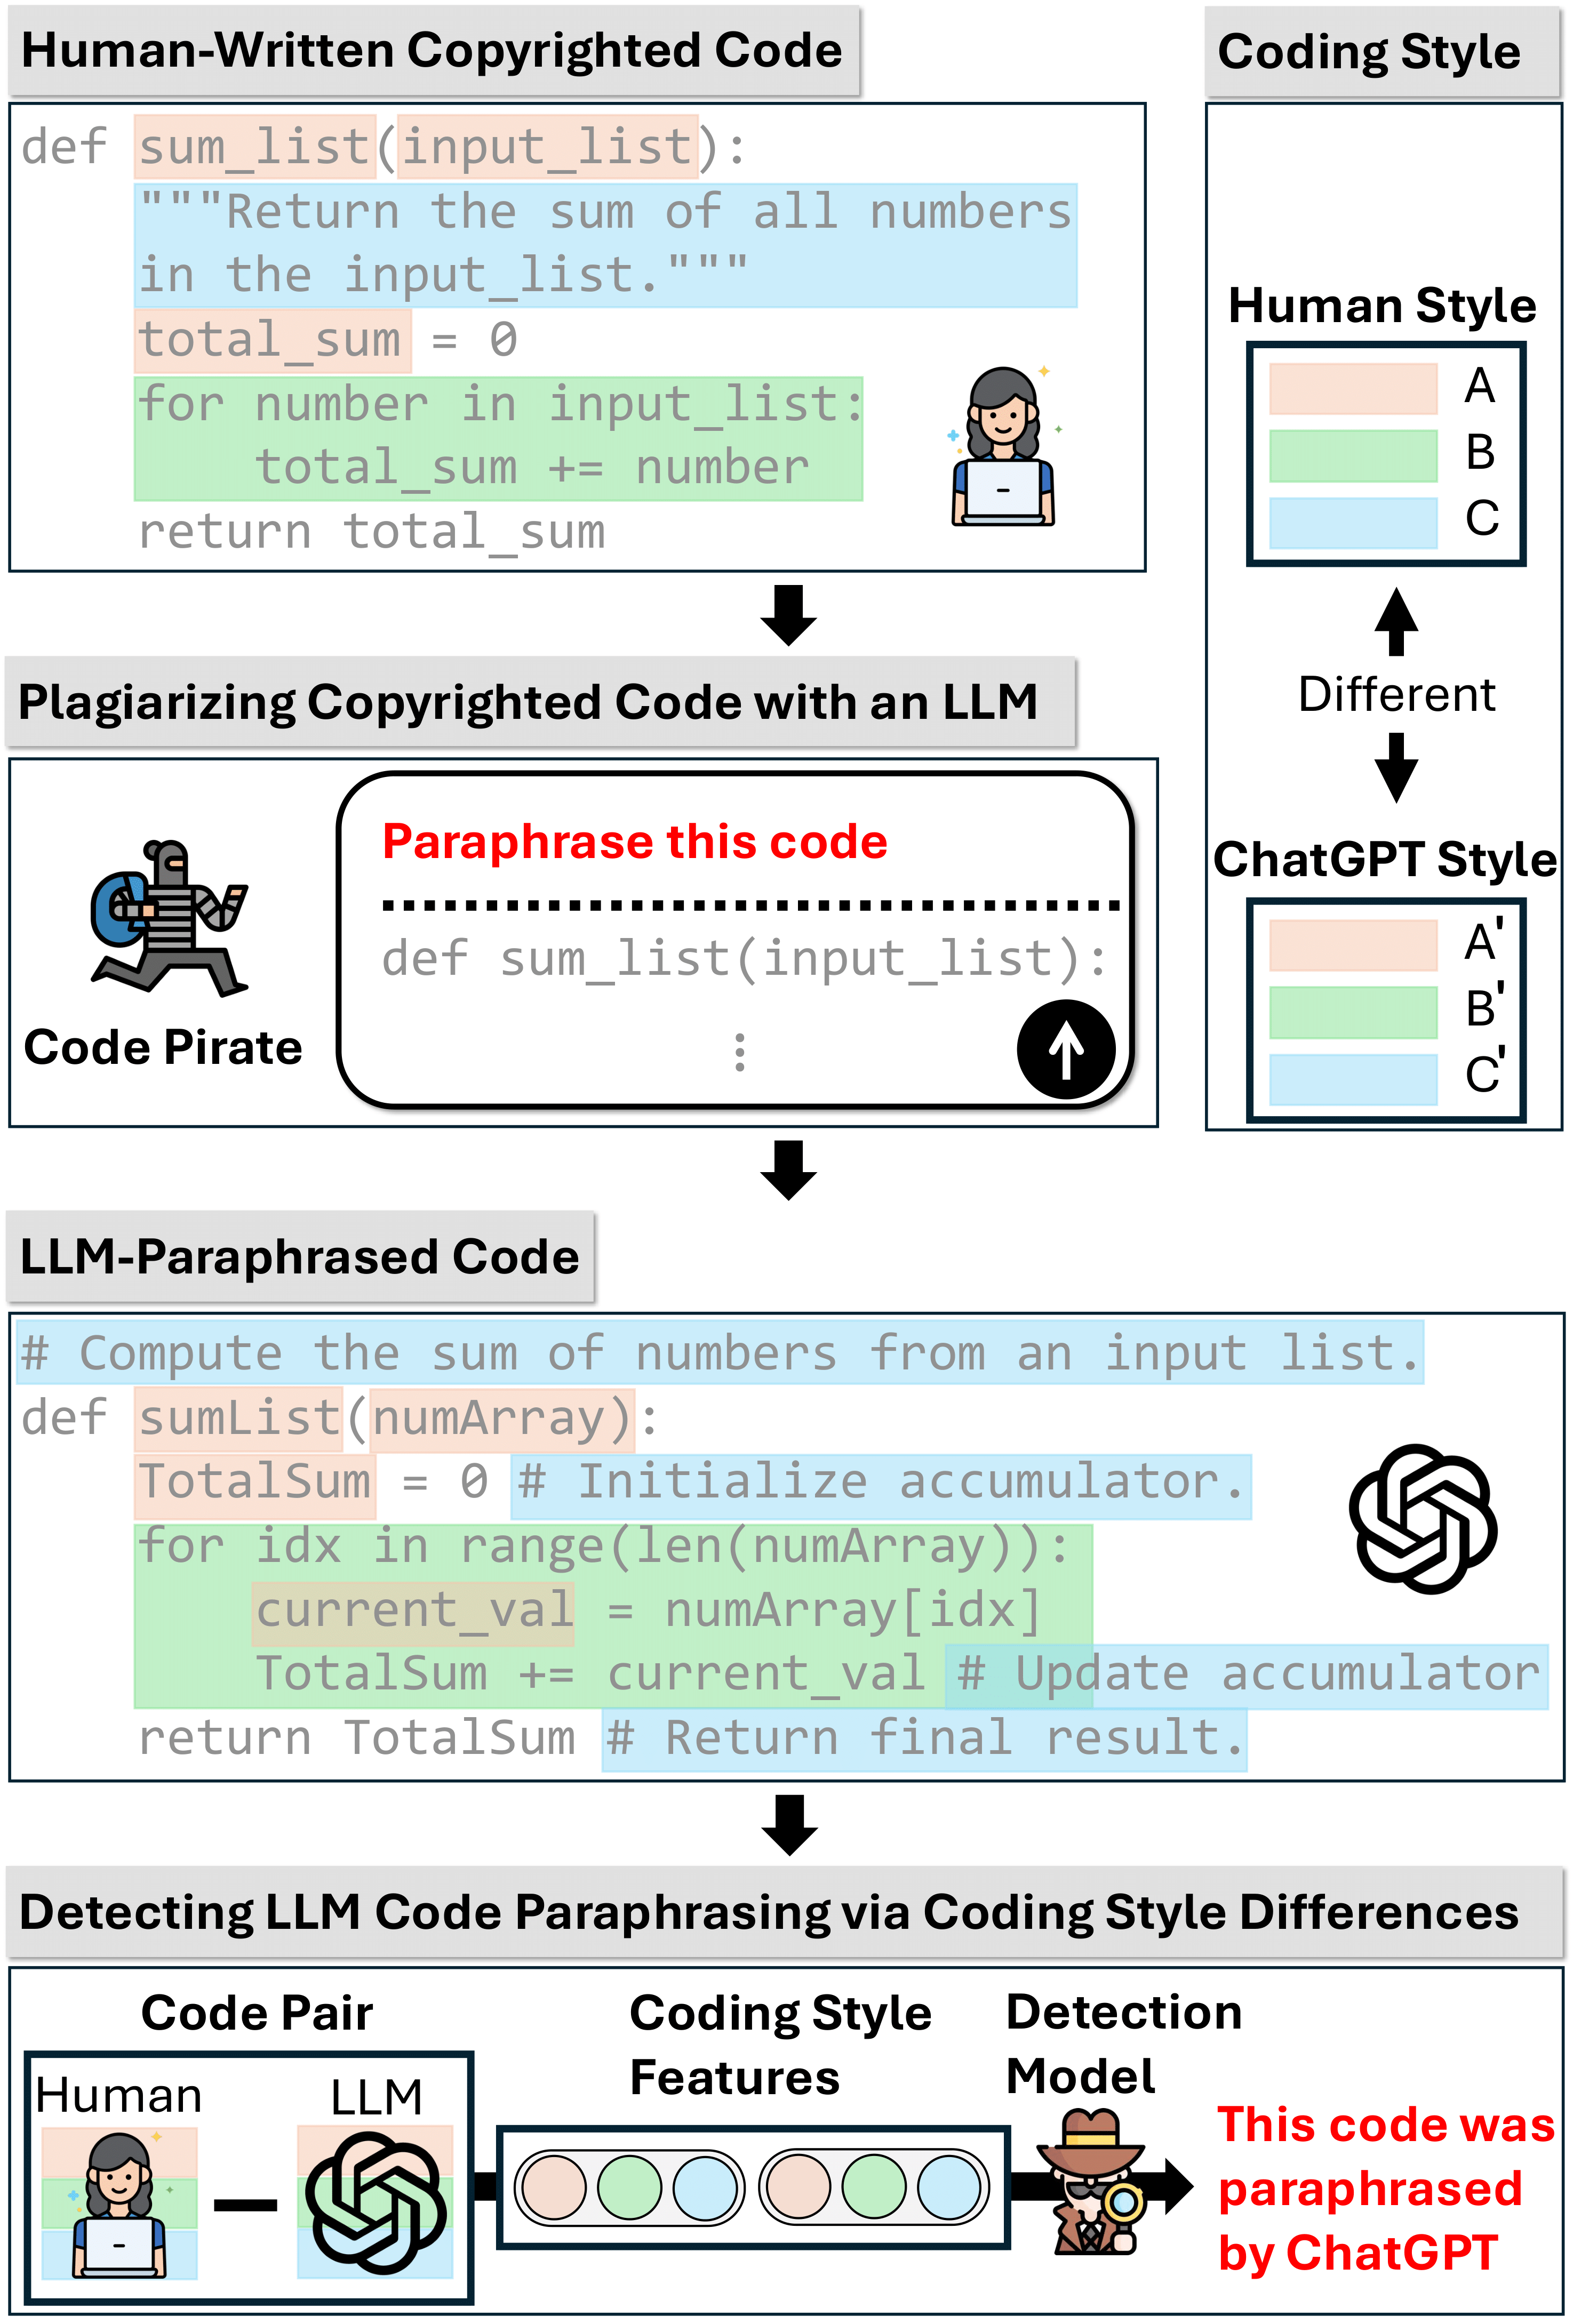 Human-Written Copyrighted Code
def sum_list(input_list):
"""Return the sum of all numbers
in the input_list."""
total_sum = 0
for number in input_list:
total_sum += number
return total_sum
Coding Style
Human Style
A
B
C
Different
ChatGPT Style
A'
B'
C'
Plagiarizing Copyrighted Code with an LLM
Code Pirate
Paraphrase this code
def sum_list(input_list):
⋮
LLM-Paraphrased Code
# Compute the sum of numbers from an input list.
def sumList(numArray):
TotalSum = 0 # Initialize accumulator.
for idx in range(len(numArray)):
current_val = numArray[idx]
TotalSum += current_val # Update accumulator
return TotalSum # Return final result.
Detecting LLM Code Paraphrasing via Coding Style Differences
Code Pair
Human
LLM
Coding Style
Features
Detection
Model
This code was
paraphrased
by ChatGPT